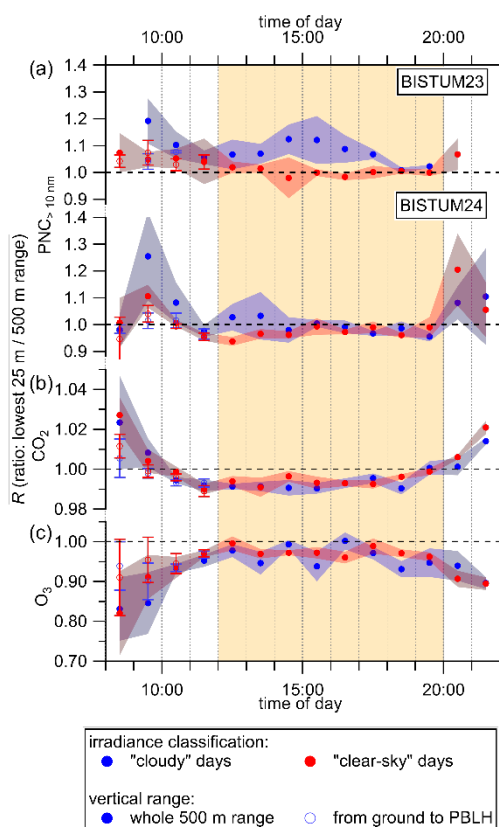 time of day
10:00 15:00 20:00
(a)
BISTUM23
1.4
1.3
1.2
1.1
1.0
0.9
BISTUM24
1.4
1.3
1.2
1.1
1.0
0.9
PNC> 10 nm
R (ratio: lowest 25 m / 500 m range)
(b)
CO2
1.04
1.02
1.00
0.98
(c)
O3
1.00
0.90
0.80
0.70
10:00 15:00 20:00
time of day
irradiance classification:
"cloudy" days "clear-sky" days
vertical range:
whole 500 m range from ground to PBLH